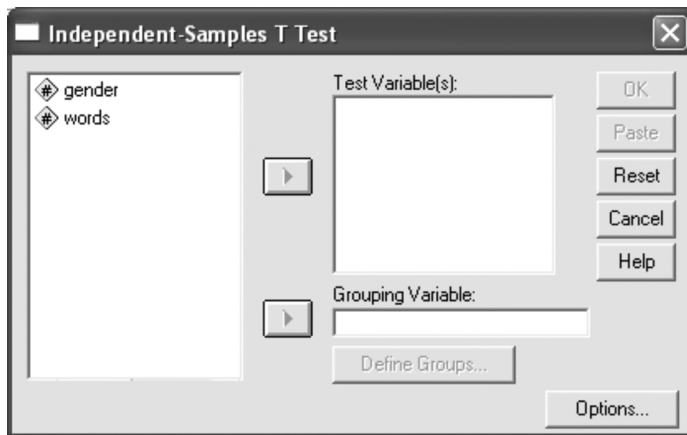 Independent-Samples T Test
# gender
# words
Test Variable(s):
Grouping Variable:
Define Groups...
OK
Paste
Reset
Cancel
Help
Options...